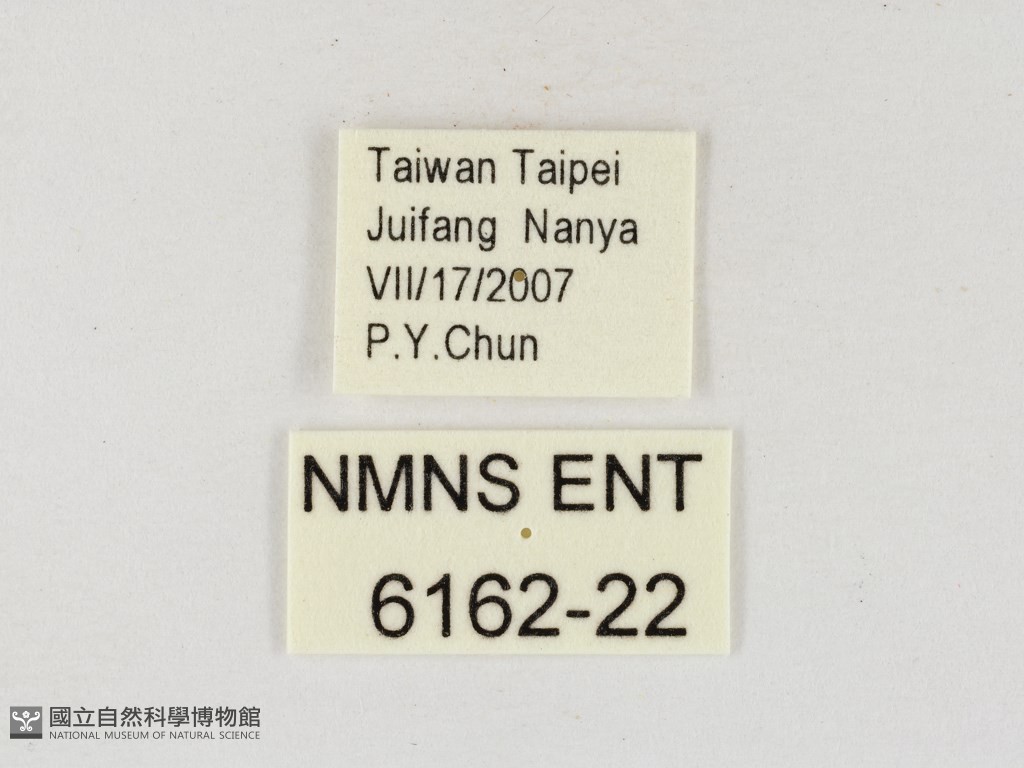 Taiwan Taipei
Juifang Nanya
VII/17/2007
P.Y.Chun
NMNS ENT
6162-22
國立自然科學博物館
NATIONAL MUSEUM OF NATURAL SCIENCE